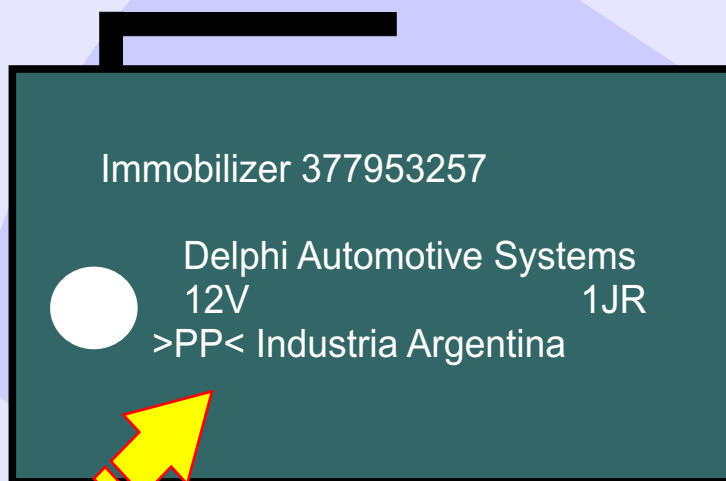 Immobilizer 377953257
Delphi Automotive Systems
12V 1JR
>PP< Industria Argentina